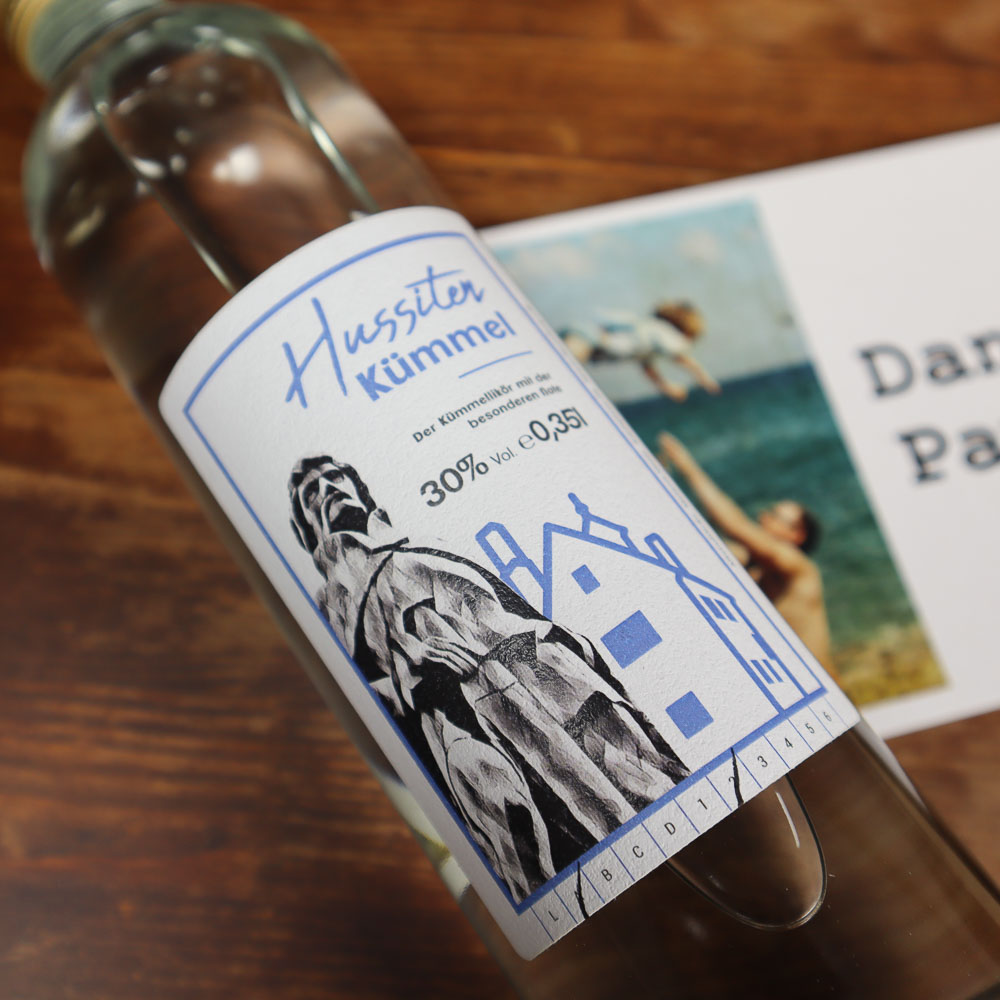 Hussiten
Kümmel
Der Kümmellikör mit der
besonderen Note
30% Vol. ℮0,35l
L B C D 1 2 3 4 5 6
Dan
Pa